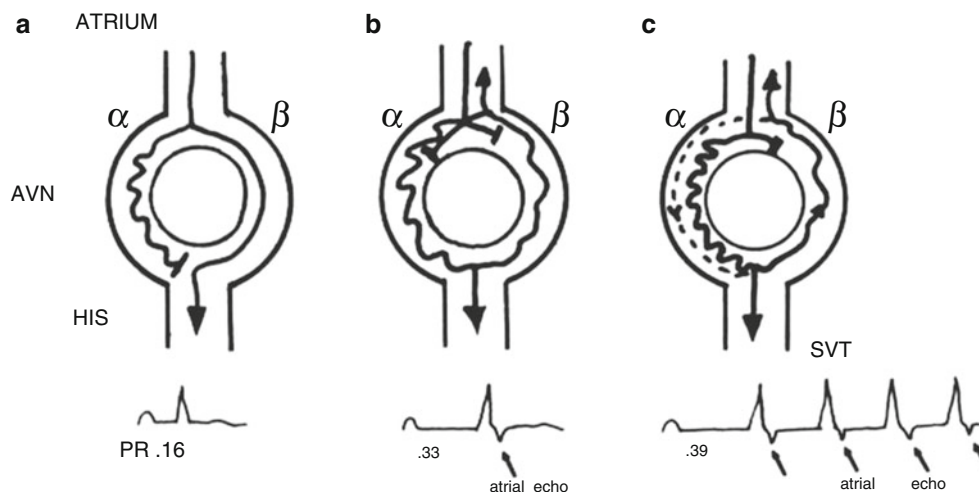 a ATRIUM
b
c
α β
α β
α β
AVN
HIS
SVT
PR .16
.33
.39
atrial echo
atrial echo